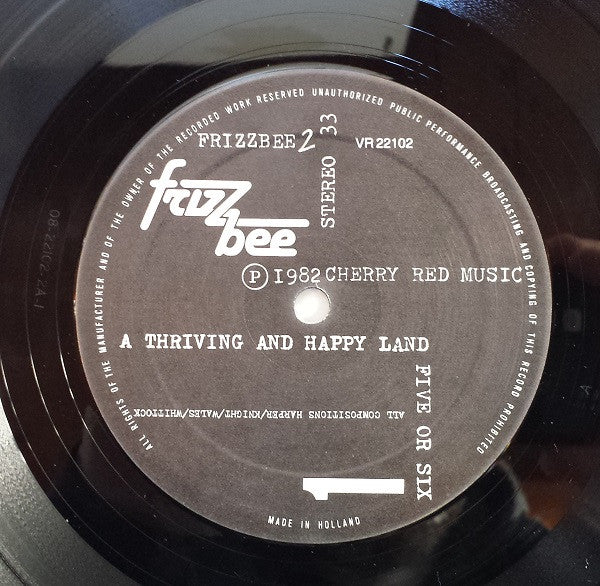 ALL RIGHTS OF THE MANUFACTURER AND OF THE OWNER OF THE RECORDED WORK RESERVED UNAUTHORIZED PUBLIC PERFORMANCE BROADCASTING AND COPYING OF THIS RECORD PROHIBITED
FRIZZBEE 2
STEREO 33
VR 22102
frizz
bee
Ⓟ 1982 CHERRY RED MUSIC
A THRIVING AND HAPPY LAND
FIVE OR SIX
ALL COMPOSITIONS HARPER/KNIGHT/WALES/WHITTOCK
1
MADE IN HOLLAND